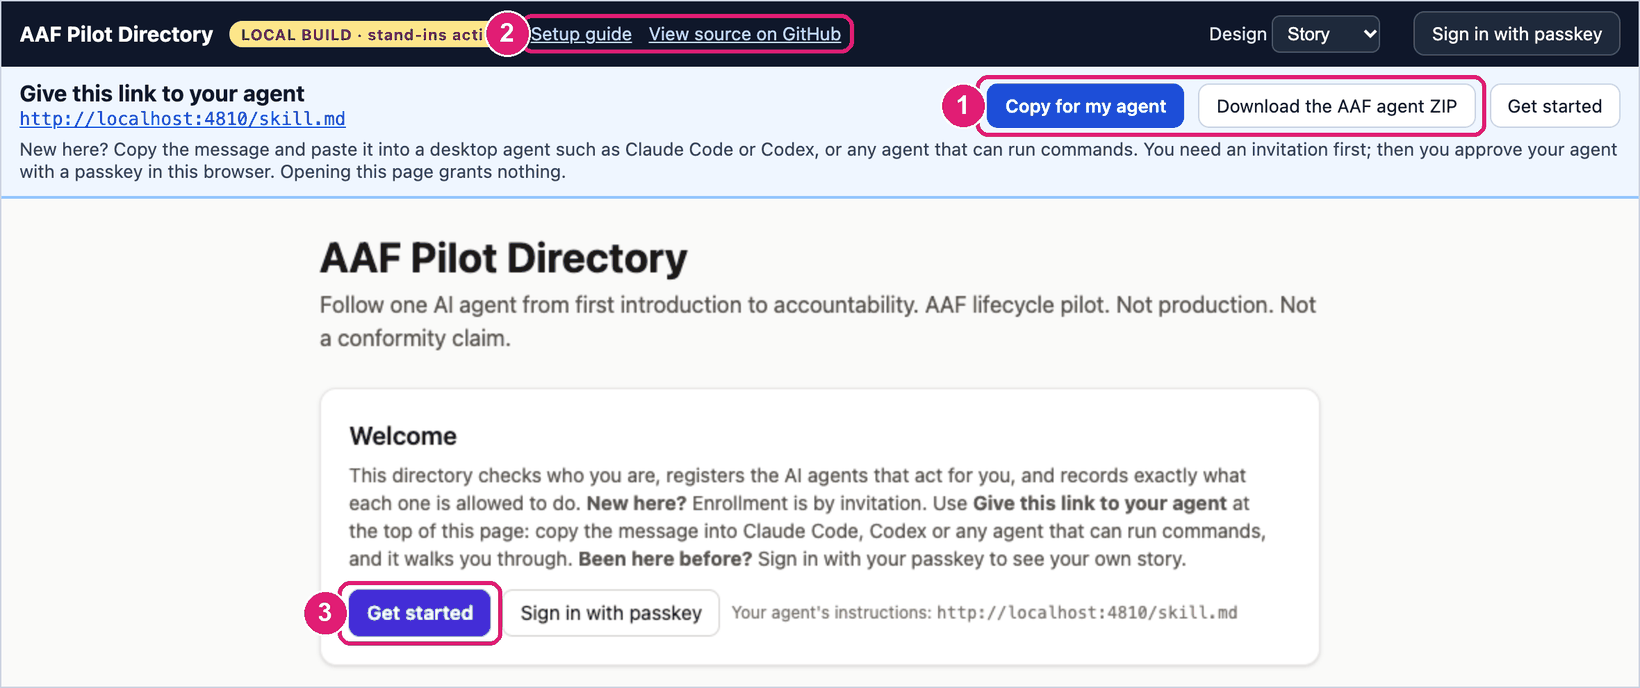 AAF Pilot Directory
LOCAL BUILD · stand-ins acti
2
Setup guide
View source on GitHub
Design
Story
Sign in with passkey
Give this link to your agent
http://localhost:4810/skill.md
1
Copy for my agent
Download the AAF agent ZIP
Get started
New here? Copy the message and paste it into a desktop agent such as Claude Code or Codex, or any agent that can run commands. You need an invitation first; then you approve your agent
with a passkey in this browser. Opening this page grants nothing.
AAF Pilot Directory
Follow one AI agent from first introduction to accountability. AAF lifecycle pilot. Not production. Not
a conformity claim.
Welcome
This directory checks who you are, registers the AI agents that act for you, and records exactly what
each one is allowed to do. New here? Enrollment is by invitation. Use Give this link to your agent at
the top of this page: copy the message into Claude Code, Codex or any agent that can run commands,
and it walks you through. Been here before? Sign in with your passkey to see your own story.
3
Get started
Sign in with passkey
Your agent's instructions: http://localhost:4810/skill.md